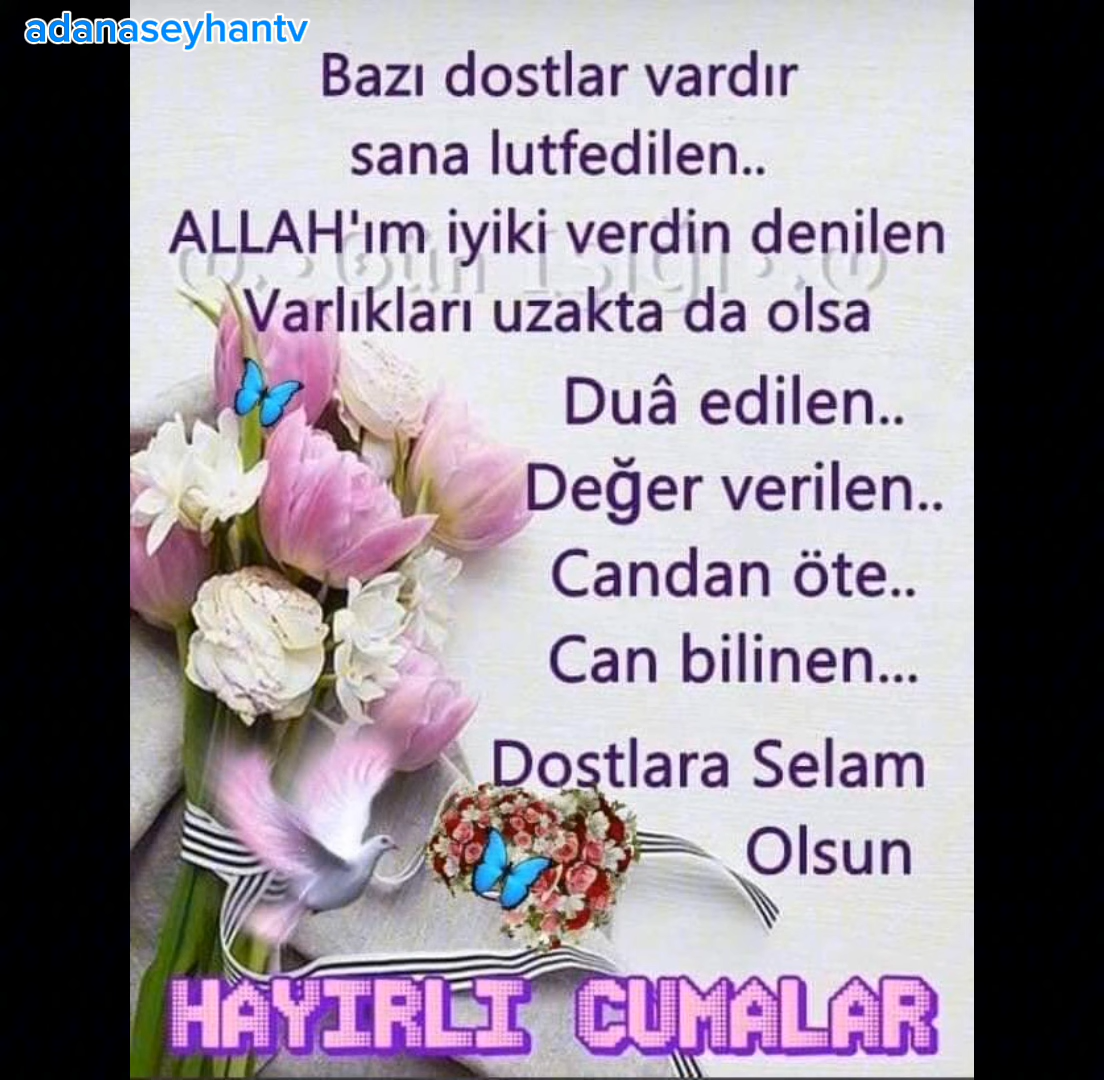 adanaseyhantv
Bazı dostlar vardır
sana lutfedilen..
ALLAH'ım iyiki verdin denilen
Varlıkları uzakta da olsa
Duâ edilen..
Değer verilen..
Candan öte..
Can bilinen...
Dostlara Selam
Olsun
HAYIRLI CUMALAR